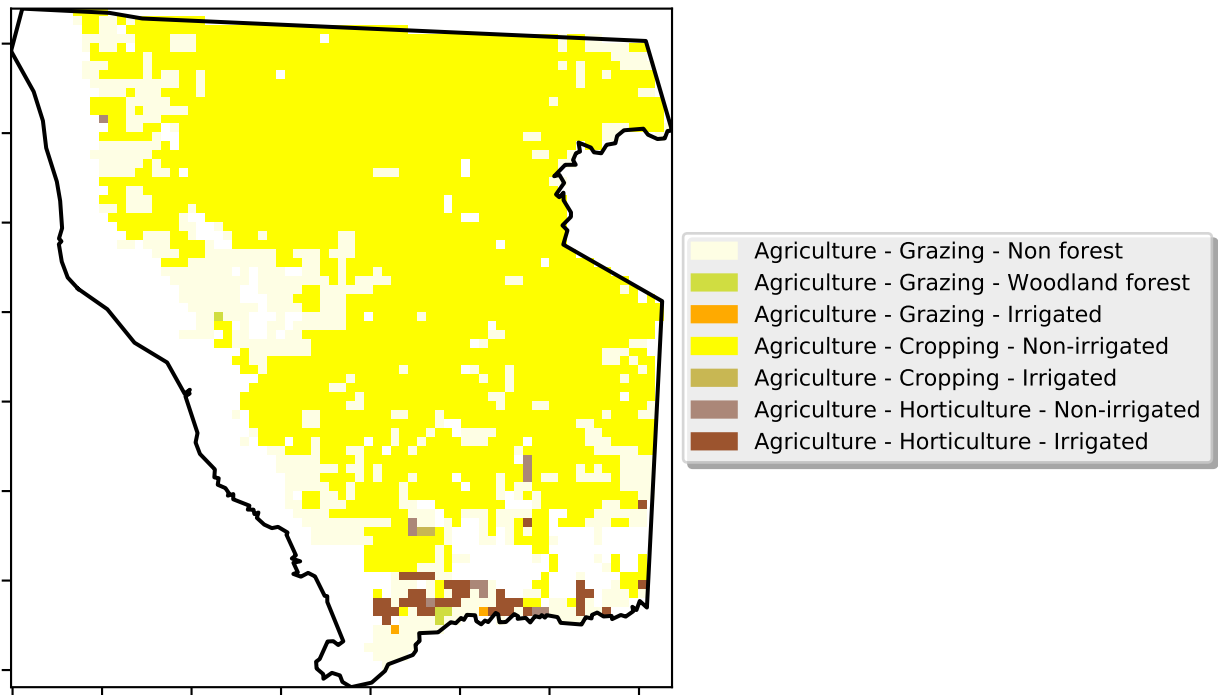 Agriculture - Grazing - Non forest
Agriculture - Grazing - Woodland forest
Agriculture - Grazing - Irrigated
Agriculture - Cropping - Non-irrigated
Agriculture - Cropping - Irrigated
Agriculture - Horticulture - Non-irrigated
Agriculture - Horticulture - Irrigated